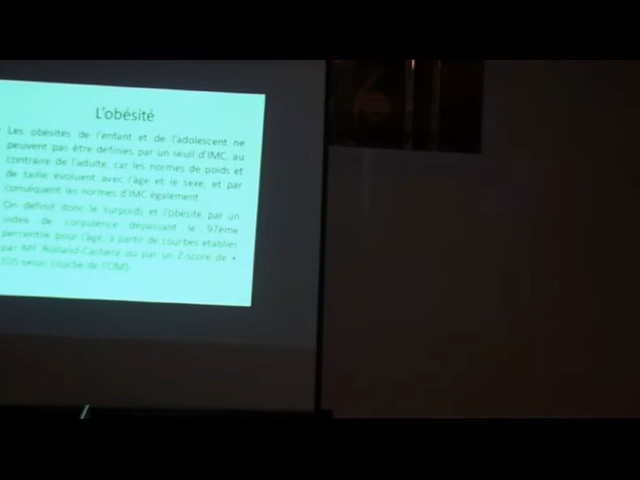 L'obésité
Les obésités de l'enfant et de l'adolescent ne
peuvent pas être définies par un seuil d'IMC, au
contraire de l'adulte, car les normes de poids et
de taille évoluent avec l'âge et le sexe, et par
conséquent les normes d'IMC également.
On définit donc le surpoids et l'obésité par un
index de corpulence dépassant le 97eme
percentile pour l'âge, à partir de courbes établies
par MF Rolland-Cachera ou par un Z-score de +
selon courbe de l'OMS